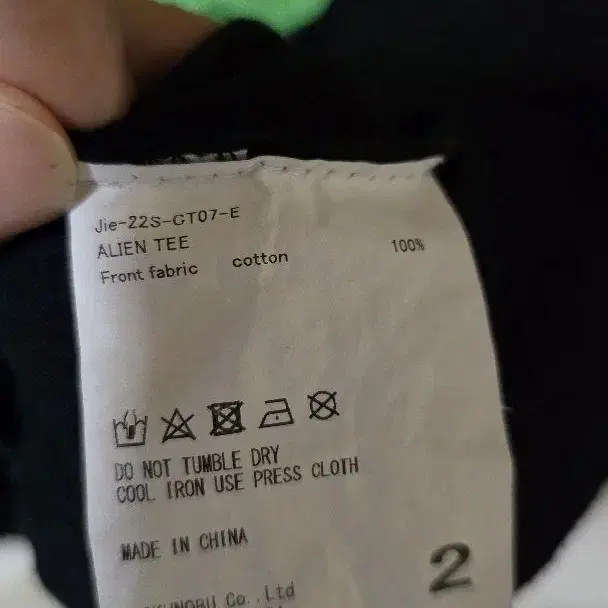 Jie-22S-CT07-E
ALIEN TEE
Front fabric cotton 100%
DO NOT TUMBLE DRY
COOL IRON USE PRESS CLOTH
MADE IN CHINA
2
Co.,Ltd